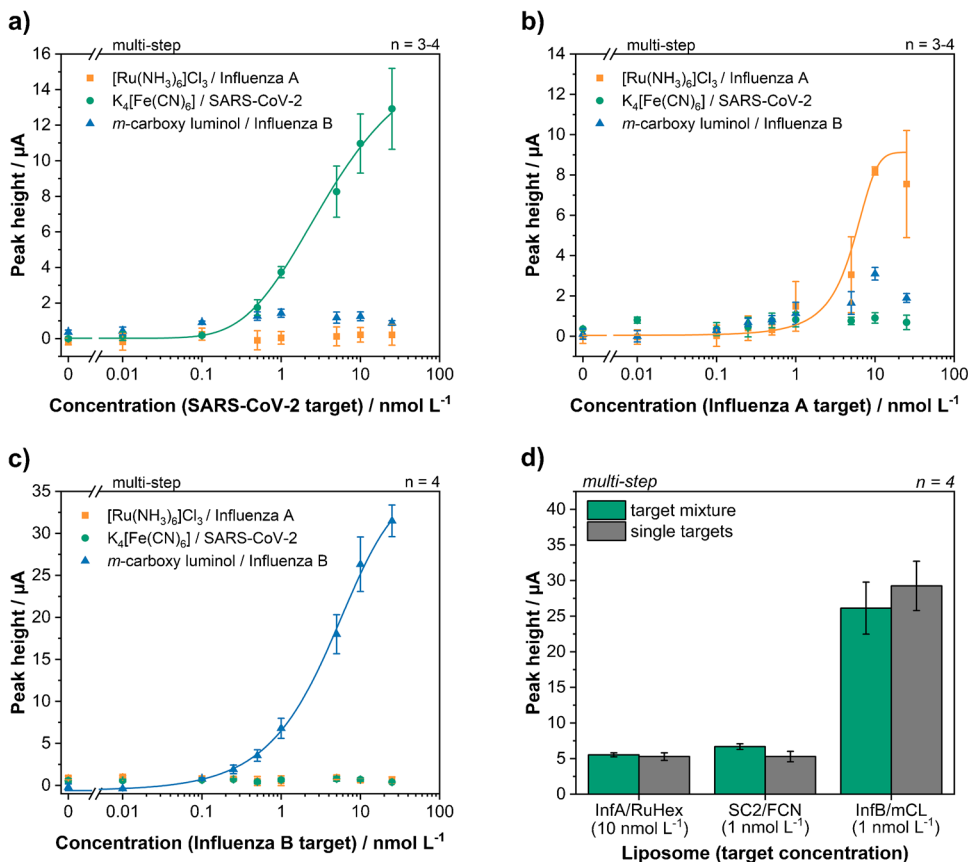 a)
multi-step n = 3-4
16
14
12
10
8
6
4
2
0
Peak height / µA
[Ru(NH3)6]Cl3 / Influenza A
K4[Fe(CN)6] / SARS-CoV-2
m-carboxy luminol / Influenza B
0 0.01 0.1 1 10 100
Concentration (SARS-CoV-2 target) / nmol L-1
b)
multi-step n = 3-4
14
12
10
8
6
4
2
0
Peak height / µA
[Ru(NH3)6]Cl3 / Influenza A
K4[Fe(CN)6] / SARS-CoV-2
m-carboxy luminol / Influenza B
0 0.01 0.1 1 10 100
Concentration (Influenza A target) / nmol L-1
c)
multi-step n = 4
35
30
25
20
15
10
5
0
Peak height / µA
[Ru(NH3)6]Cl3 / Influenza A
K4[Fe(CN)6] / SARS-CoV-2
m-carboxy luminol / Influenza B
0 0.01 0.1 1 10 100
Concentration (Influenza B target) / nmol L-1
d)
multi-step n = 4
40
35
30
25
20
15
10
5
0
Peak height / µA
target mixture
single targets
InfA/RuHex SC2/FCN InfB/mCL
(10 nmol L-1) (1 nmol L-1) (1 nmol L-1)
Liposome (target concentration)